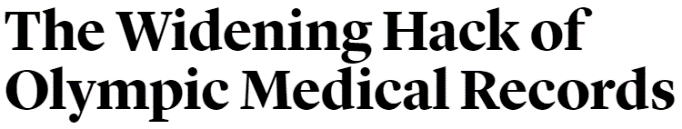 The Widening Hack of
Olympic Medical Records